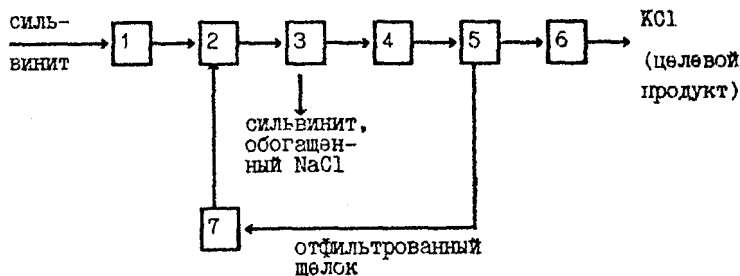 силь-
винит
1
2
3
4
5
6
KCl
(целевой
продукт)
сильвинит,
обогащен-
ный NaCl
7
отфильтрованный
щелок